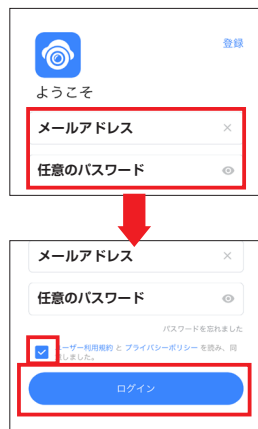 登録
ようこそ
メールアドレス
任意のパスワード
メールアドレス
任意のパスワード
パスワードを忘れました
ーザー利用規約 と プライバシーポリシー を読み、同
しました。
ログイン